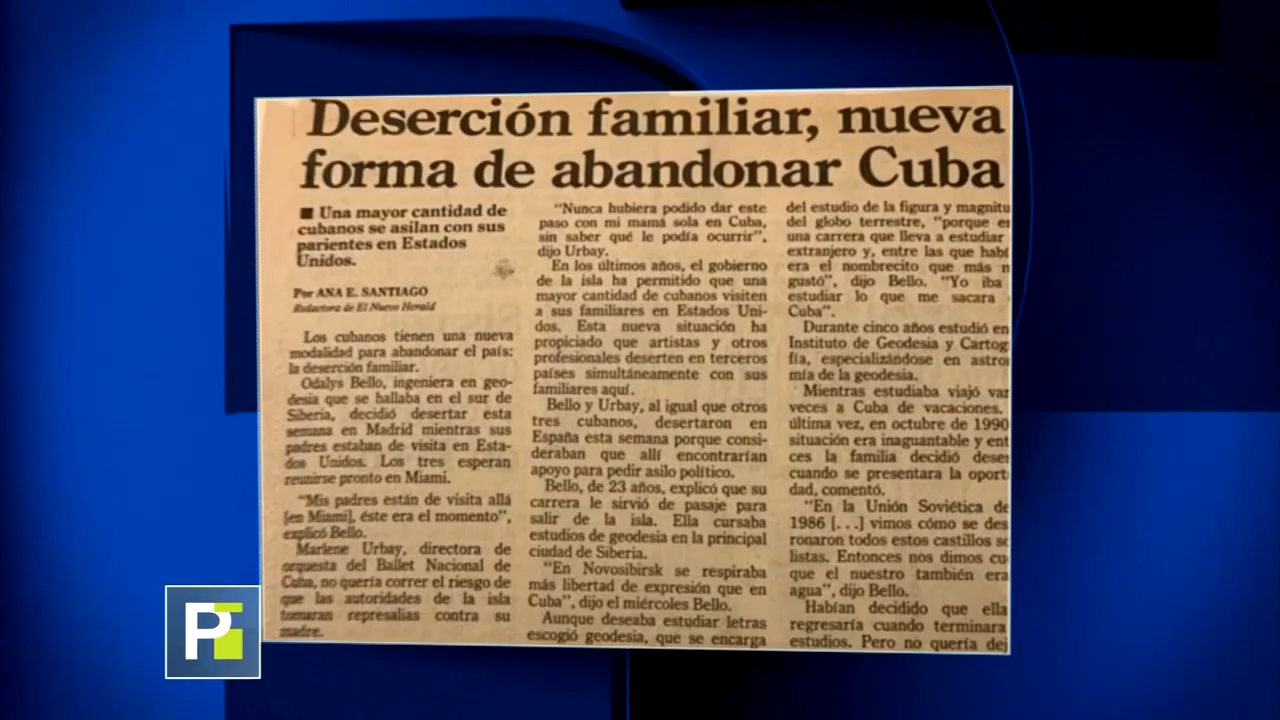 Deserción familiar, nueva
forma de abandonar Cuba
■ Una mayor cantidad de
cubanos se asilan con sus
parientes en Estados
Unidos.
Por ANA E. SANTIAGO
Redactora de El Nuevo Herald
Los cubanos tienen una nueva
modalidad para abandonar el país:
la deserción familiar.
Odalys Bello, ingeniera en geo-
desia que se hallaba en el sur de
Siberia, decidió desertar esta
semana en Madrid mientras sus
padres estaban de visita en Esta-
dos Unidos. Los tres esperan
reunirse pronto en Miami.
"Mis padres están de visita allá
[en Miami], éste era el momento",
explicó Bello.
Marlene Urbay, directora de
orquesta del Ballet Nacional de
Cuba, no quería correr el riesgo de
que las autoridades de la isla
tomaran represalias contra su
madre.
"Nunca hubiera podido dar este
paso con mi mamá sola en Cuba,
sin saber qué le podía ocurrir",
dijo Urbay.
En los últimos años, el gobierno
de la isla ha permitido que una
mayor cantidad de cubanos visiten
a sus familiares en Estados Uni-
dos. Esta nueva situación ha
propiciado que artistas y otros
profesionales deserten en terceros
países simultáneamente con sus
familiares aquí.
Bello y Urbay, al igual que otros
tres cubanos, desertaron en
España esta semana porque consi-
deraban que allí encontrarían
apoyo para pedir asilo político.
Bello, de 23 años, explicó que su
carrera le sirvió de pasaje para
salir de la isla. Ella cursaba
estudios de geodesia en la principal
ciudad de Siberia.
"En Novosibirsk se respiraba
más libertad de expresión que en
Cuba", dijo el miércoles Bello.
Aunque deseaba estudiar letras
escogió geodesia, que se encarga
del estudio de la figura y magnitu
del globo terrestre, "porque e
una carrera que lleva a estudiar
extranjero y, entre las que habí
era el nombrecito que más m
gustó", dijo Bello. "Yo iba
estudiar lo que me sacara
Cuba".
Durante cinco años estudió en
Instituto de Geodesia y Cartog
fía, especializándose en astro
mía de la geodesia.
Mientras estudiaba viajó var
veces a Cuba de vacaciones.
última vez, en octubre de 1990
situación era inaguantable y ent
ces la familia decidió deser
cuando se presentara la oport
dad, comentó.
"En la Unión Soviética de
1986 [. . .] vimos cómo se des
ronaron todos estos castillos so
listas. Entonces nos dimos cu
que el nuestro también era
agua", dijo Bello.
Habían decidido que ella
regresaría cuando terminara
estudios. Pero no quería dej